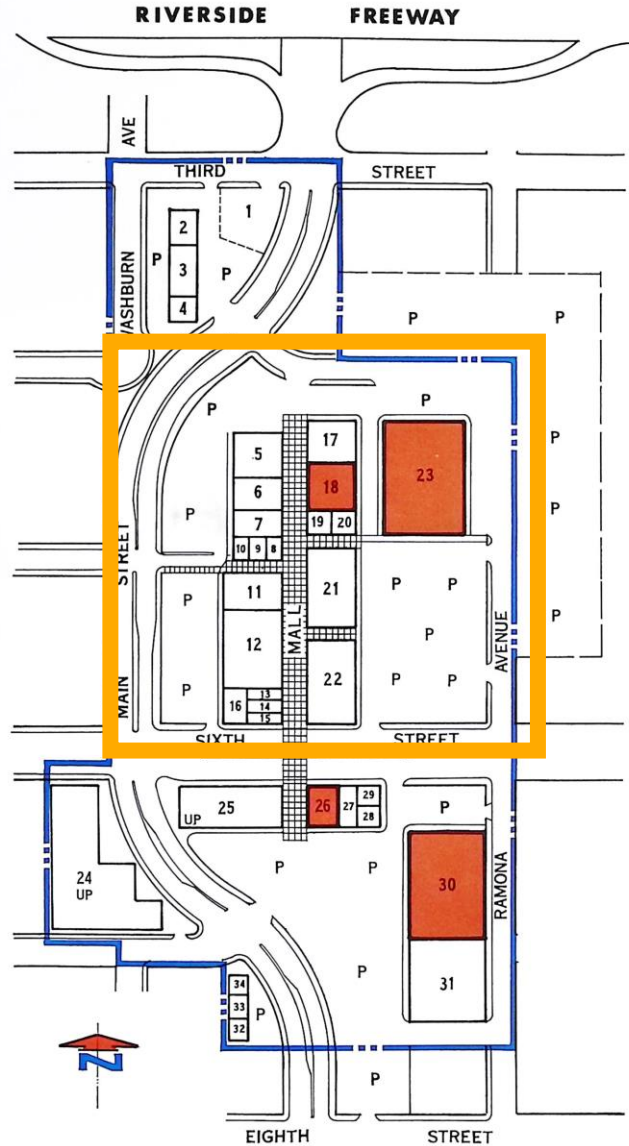 RIVERSIDE FREEWAY
AVE
THIRD STREET
1
2
P
3
P
4
WASHBURN
P
P
P
P
17
5
P
18
23
6
P
P
7
19 20
10 9 8
STREET
11
21
P
P
P
P
MALL
12
P
AVENUE
22
P
P
P
13
16
14
15
MAIN
SIXTH STREET
25
UP
26
27
29
28
P
24
UP
P
P
30
RAMONA
P
31
34
33
32
P
N
P
EIGHTH STREET